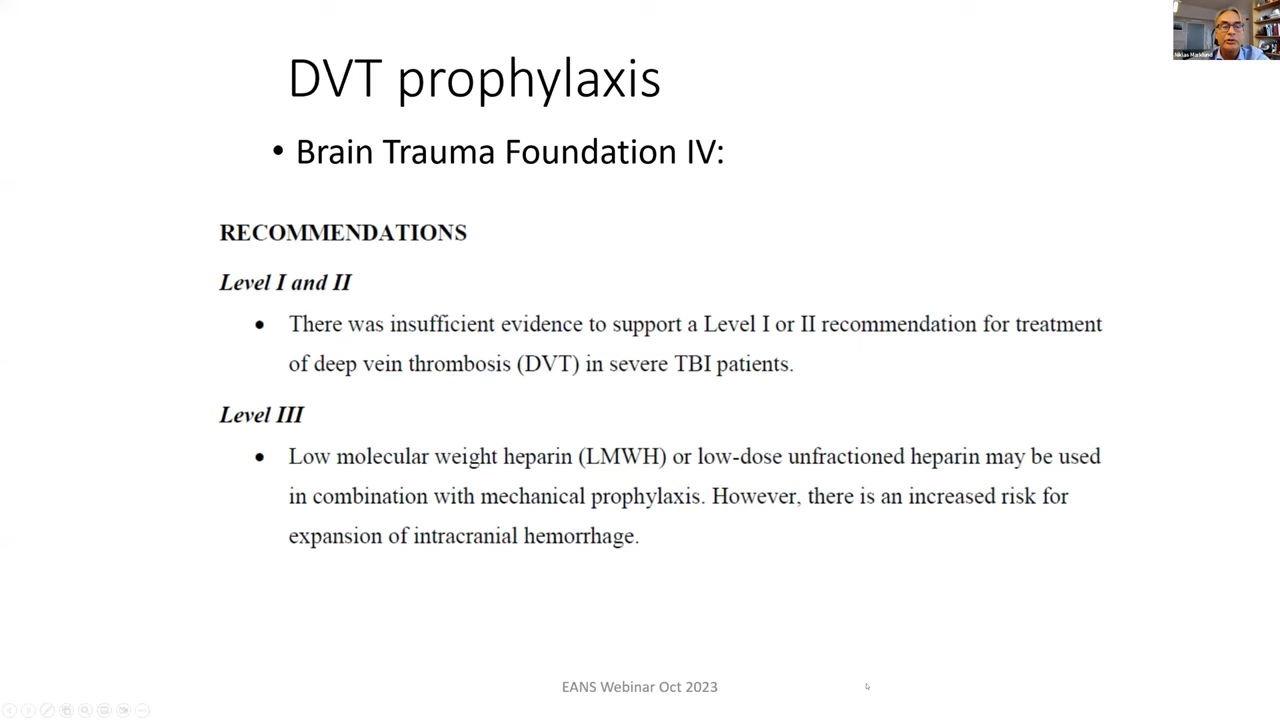 DVT prophylaxis
• Brain Trauma Foundation IV:
RECOMMENDATIONS
Level I and II
• There was insufficient evidence to support a Level I or II recommendation for treatment
of deep vein thrombosis (DVT) in severe TBI patients.
Level III
• Low molecular weight heparin (LMWH) or low-dose unfractioned heparin may be used
in combination with mechanical prophylaxis. However, there is an increased risk for
expansion of intracranial hemorrhage.
EANS Webinar Oct 2023
Niklas Marklund